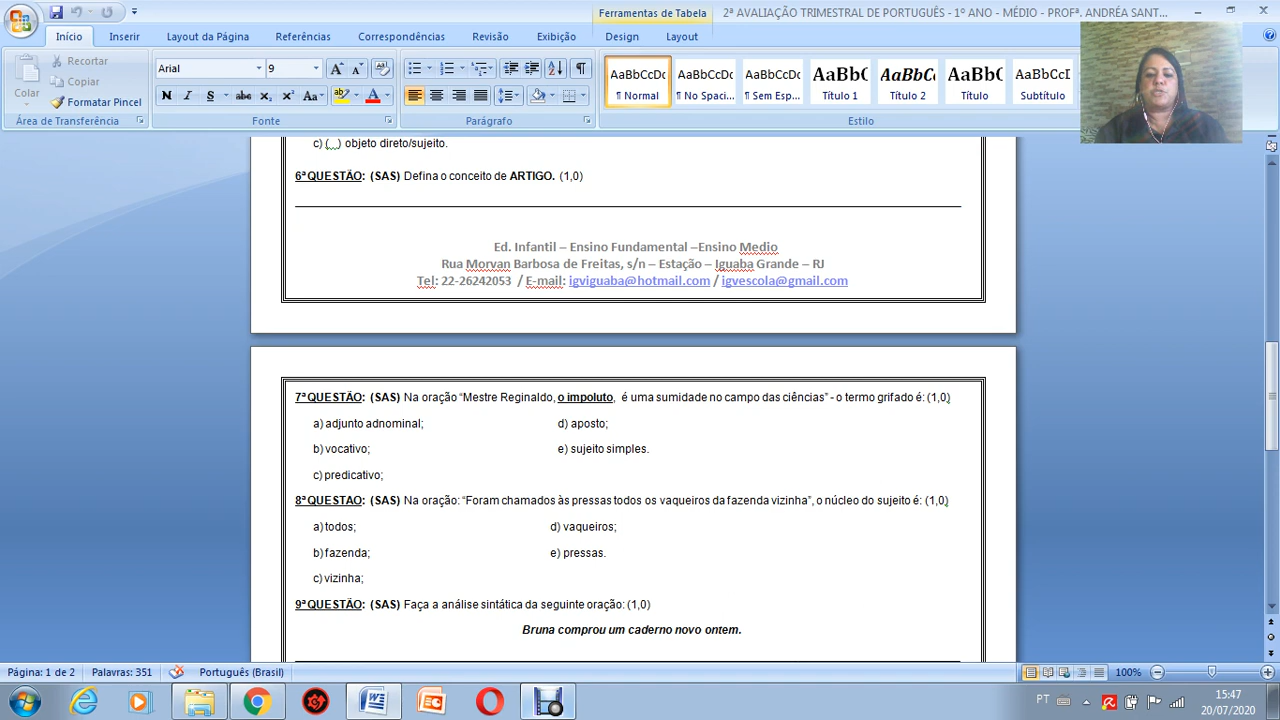 Ferramentas de Tabela
2ª AVALIAÇÃO TRIMESTRAL DE PORTUGUÊS - 1º ANO - MÉDIO - PROFª. ANDRÉA SANT...
Início Inserir Layout da Página Referências Correspondências Revisão Exibição Design Layout
Colar
Recortar
Copiar
Formatar Pincel
Área de Transferência
Arial 9
N I S abe x₂ x² Aa A
Fonte
Parágrafo
AaBbCcDc AaBbCcD AaBbCcDc AaBbC AaBbCc AaBbC AaBbCcI
¶ Normal ¶ No Spaci... ¶ Sem Esp... Título 1 Título 2 Título Subtítulo
Estilo
c) (  ) objeto direto/sujeito.
6ª QUESTÃO: (SAS) Defina o conceito de ARTIGO. (1,0)
Ed. Infantil – Ensino Fundamental –Ensino Medio
Rua Morvan Barbosa de Freitas, s/n – Estação – Iguaba Grande – RJ
Tel: 22-26242053 / E-mail: igviguaba@hotmail.com / igvescola@gmail.com
7ª QUESTÃO: (SAS) Na oração “Mestre Reginaldo, o impoluto, é uma sumidade no campo das ciências” - o termo grifado é: (1,0)
a) adjunto adnominal; d) aposto;
b) vocativo; e) sujeito simples.
c) predicativo;
8ª QUESTAO: (SAS) Na oração: “Foram chamados às pressas todos os vaqueiros da fazenda vizinha”, o núcleo do sujeito é: (1,0)
a) todos; d) vaqueiros;
b) fazenda; e) pressas.
c) vizinha;
9ª QUESTÃO: (SAS) Faça a análise sintática da seguinte oração: (1,0)
Bruna comprou um caderno novo ontem.
Página: 1 de 2 Palavras: 351 Português (Brasil) 100%
PT
15:47
20/07/2020